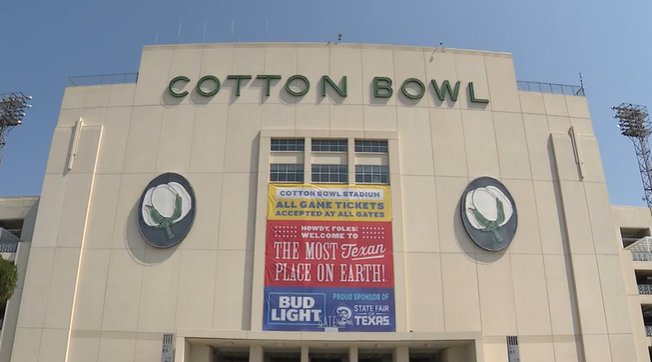 COTTON BOWL
COTTON BOWL STADIUM
ALL GAME TICKETS
ACCEPTED AT ALL GATES
HOWDY, FOLKS!
WELCOME TO
THE MOST Texan
PLACE ON EARTH!
BUD
LIGHT
PROUD SPONSOR OF
STATE FAIR
OF
TEXAS